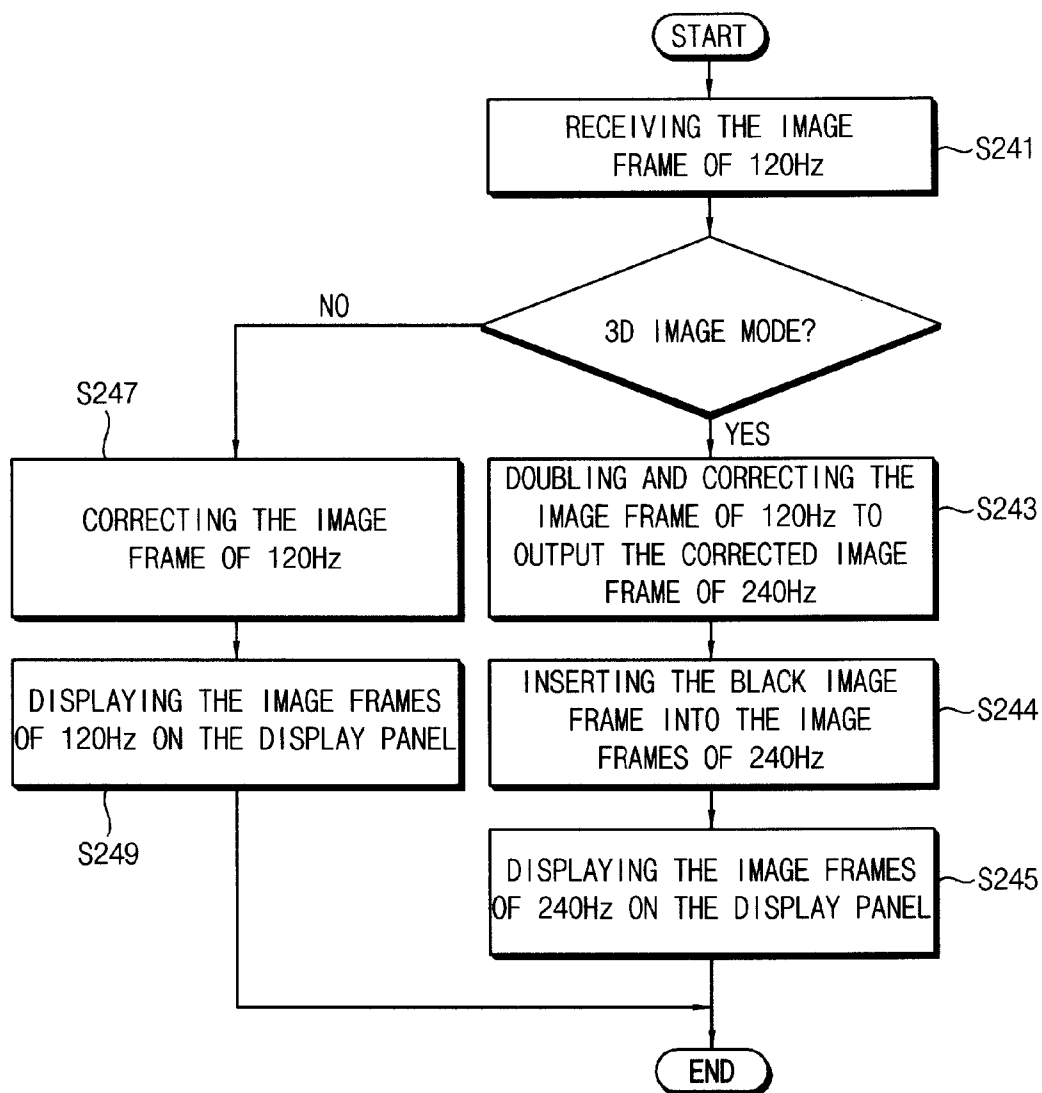 START
RECEIVING THE IMAGE
FRAME OF 120Hz
S241
3D IMAGE MODE?
NO
YES
S247
CORRECTING THE IMAGE
FRAME OF 120Hz
DOUBLING AND CORRECTING THE
IMAGE FRAME OF 120Hz TO
OUTPUT THE CORRECTED IMAGE
FRAME OF 240Hz
S243
DISPLAYING THE IMAGE FRAMES
OF 120Hz ON THE DISPLAY PANEL
S249
INSERTING THE BLACK IMAGE
FRAME INTO THE IMAGE
FRAMES OF 240Hz
S244
DISPLAYING THE IMAGE FRAMES
OF 240Hz ON THE DISPLAY PANEL
S245
END